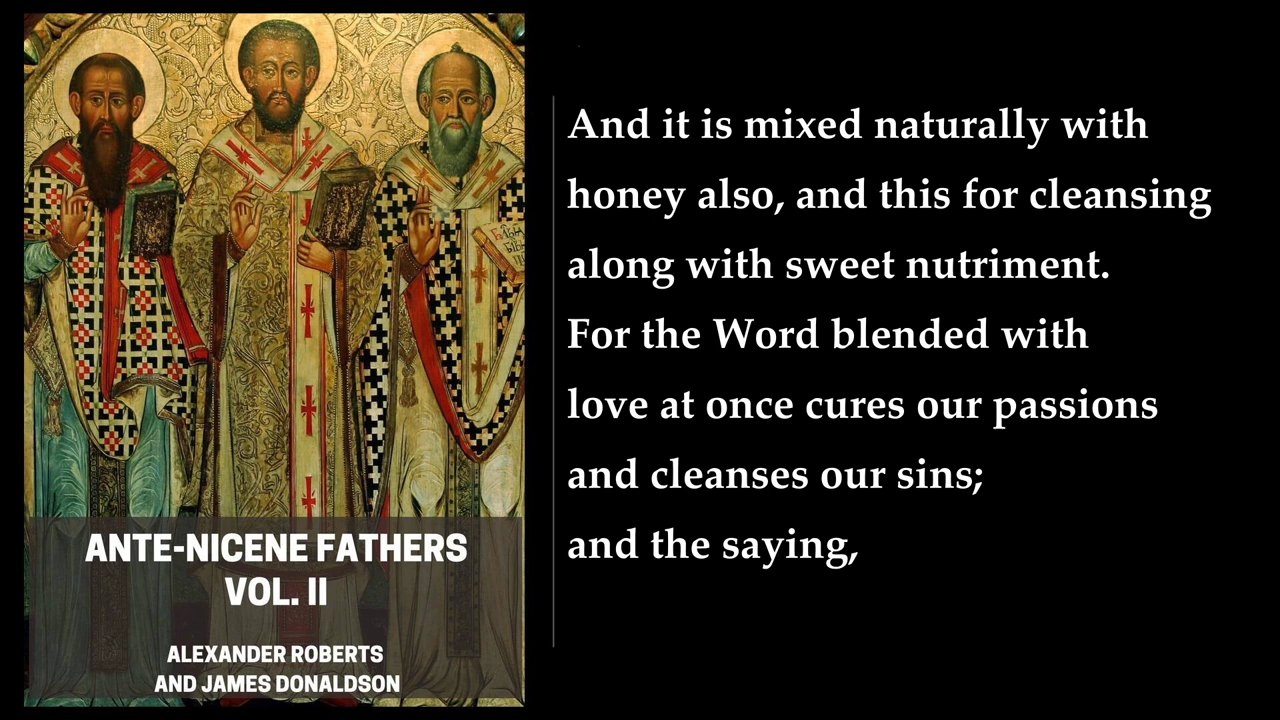 ANTE-NICENE FATHERS
VOL. II
ALEXANDER ROBERTS
AND JAMES DONALDSON
And it is mixed naturally with
honey also, and this for cleansing
along with sweet nutriment.
For the Word blended with
love at once cures our passions
and cleanses our sins;
and the saying,